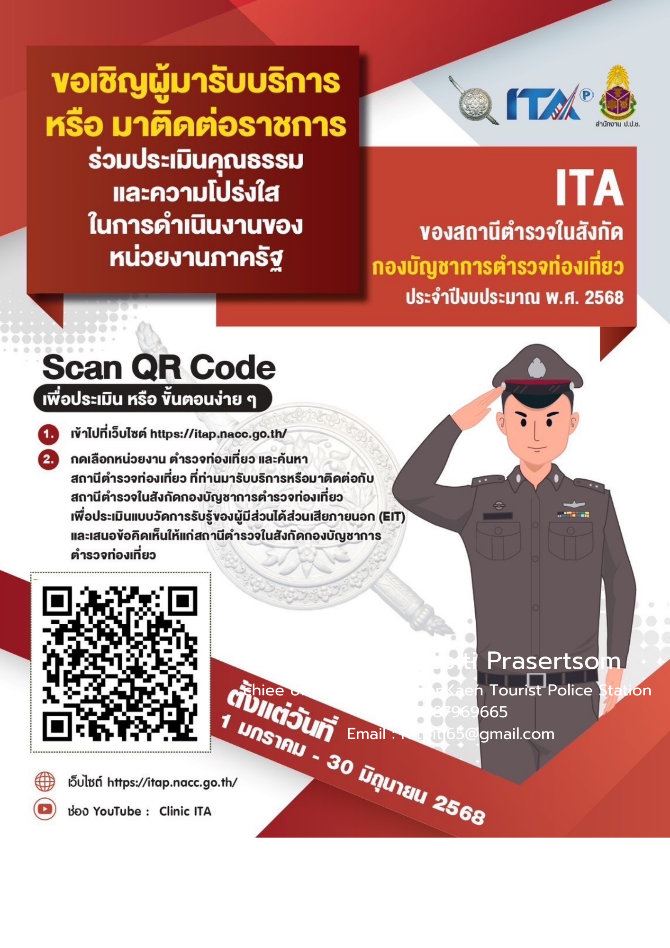 ขอเชิญผู้มารับบริการ
หรือ มาติดต่อราชการ
ร่วมประเมินคุณธรรม
และความโปร่งใส
ในการดำเนินงานของ
หน่วยงานภาครัฐ
ITA P
สำนักงาน ป.ป.ช.
ITA
ของสถานีตำรวจในสังกัด
กองบัญชาการตำรวจท่องเที่ยว
ประจำปีงบประมาณ พ.ศ. 2568
Scan QR Code
เพื่อประเมิน หรือ ขั้นตอนง่าย ๆ
1. เข้าไปที่เว็บไซต์ https://itap.nacc.go.th/
2. กดเลือกหน่วยงาน ตำรวจท่องเที่ยว และค้นหา
สถานีตำรวจท่องเที่ยว ที่ท่านมารับบริการหรือมาติดต่อกับ
สถานีตำรวจในสังกัดกองบัญชาการตำรวจท่องเที่ยว
เพื่อประเมินแบบวัดการรับรู้ของผู้มีส่วนได้ส่วนเสียภายนอก (EIT)
และเสนอข้อคิดเห็นให้แก่สถานีตำรวจในสังกัดกองบัญชาการ
ตำรวจท่องเที่ยว
Prasertsom
Tourist Police Station
Email : 65@gmail.com
ตั้งแต่วันที่
1 มกราคม - 30 มิถุนายน 2568
เว็บไซต์ https://itap.nacc.go.th/
ช่อง YouTube : Clinic ITA